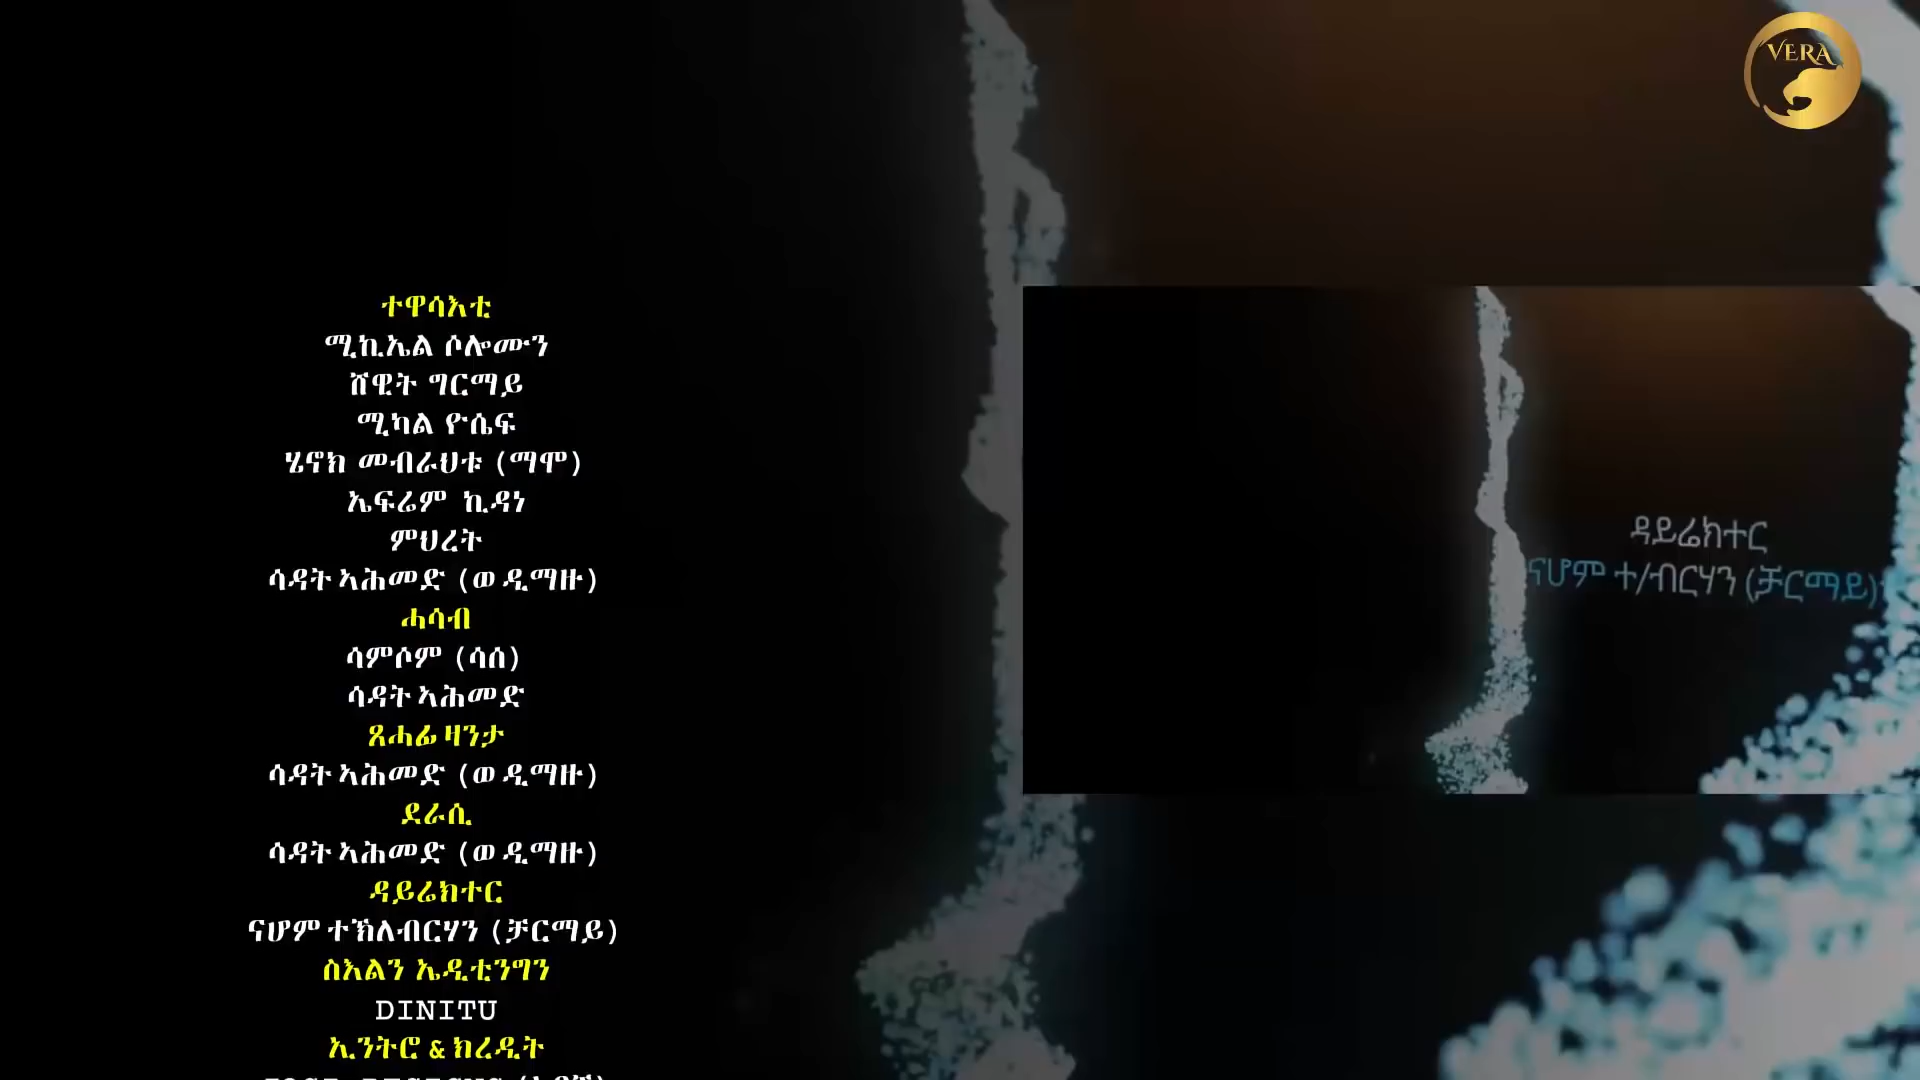 VERA
ተዋሳእቲ
ሚኪኤል ሶሎሙን
ሸዊት ግርማይ
ሚካል ዮሴፍ
ሄኖክ መብራህቱ (ማሞ)
ኤፍሬም ኪዳነ
ምህረት
ሳዳት ኣሕመድ (ወዲማዙ)
ሓሳብ
ሳምሶም (ሳሰ)
ሳዳት ኣሕመድ
ጸሓፊ ዛንታ
ሳዳት ኣሕመድ (ወዲማዙ)
ደራሲ
ሳዳት ኣሕመድ (ወዲማዙ)
ዳይሬክተር
ናሆም ተኽለብርሃን (ቻርማይ)
ስእልን ኤዲቲንግን
DINITU
ኢንትሮ & ክረዲት
ዳይሬክተር
ናሆም ተ/ብርሃን (ቻርማይ)